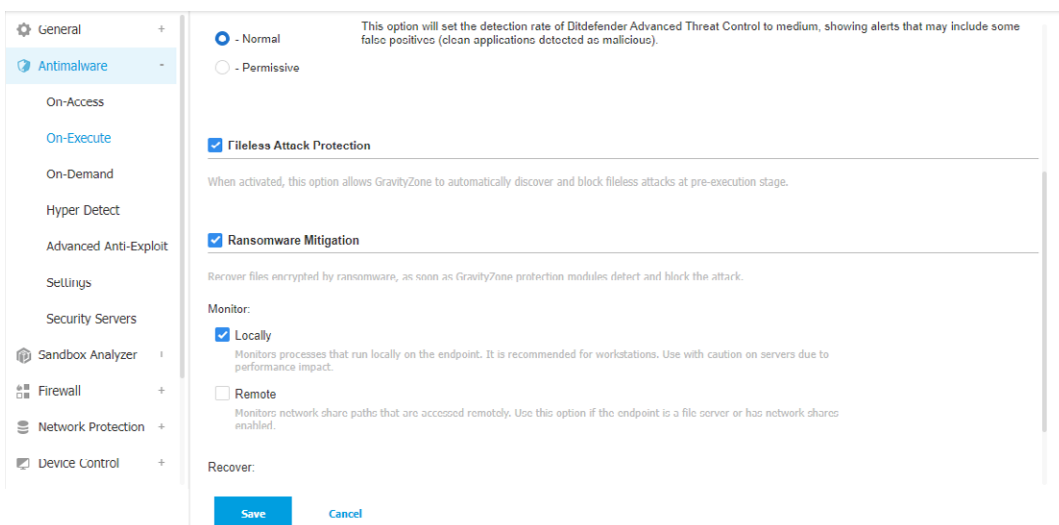 General +
Antimalware -
On-Access
On-Execute
On-Demand
Hyper Detect
Advanced Anti-Exploit
Settings
Security Servers
Sandbox Analyzer
Firewall +
Network Protection +
Device Control +
- Normal
This option will set the detection rate of Bitdefender Advanced Threat Control to medium, showing alerts that may include some
false positives (clean applications detected as malicious).
- Permissive
Fileless Attack Protection
When activated, this option allows GravityZone to automatically discover and block fileless attacks at pre-execution stage.
Ransomware Mitigation
Recover files encrypted by ransomware, as soon as GravityZone protection modules detect and block the attack.
Monitor:
Locally
Monitors processes that run locally on the endpoint. It is recommended for workstations. Use with caution on servers due to
performance impact.
Remote
Monitors network share paths that are accessed remotely. Use this option if the endpoint is a file server or has network shares
enabled.
Recover:
Save Cancel